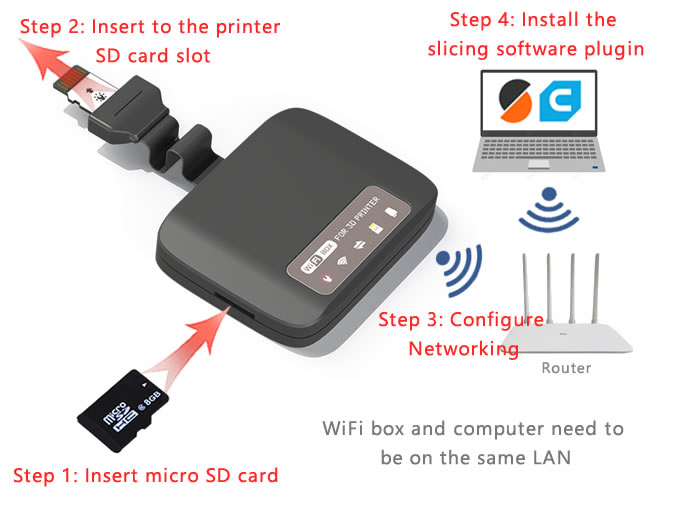 Step 2: Insert to the printer
SD card slot
Step 4: Install the
slicing software plugin
WiFi BOX
FOR 3D PRINTER
Step 3: Configure
Networking
Router
Micro
SD
HC
8GB
WiFi box and computer need to
be on the same LAN
Step 1: Insert micro SD card